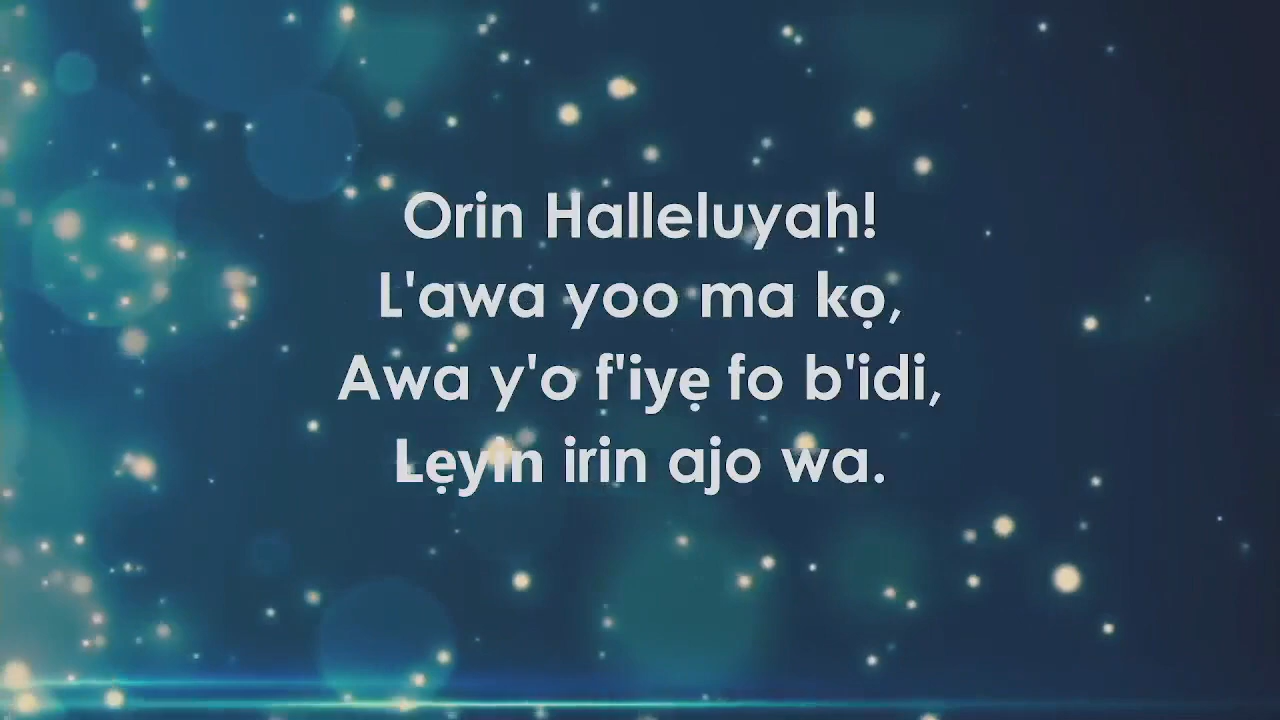 Orin Halleluyah!
L'awa yoo ma kọ,
Awa y'o f'iyẹ fo b'idi,
Lẹyin irin ajo wa.